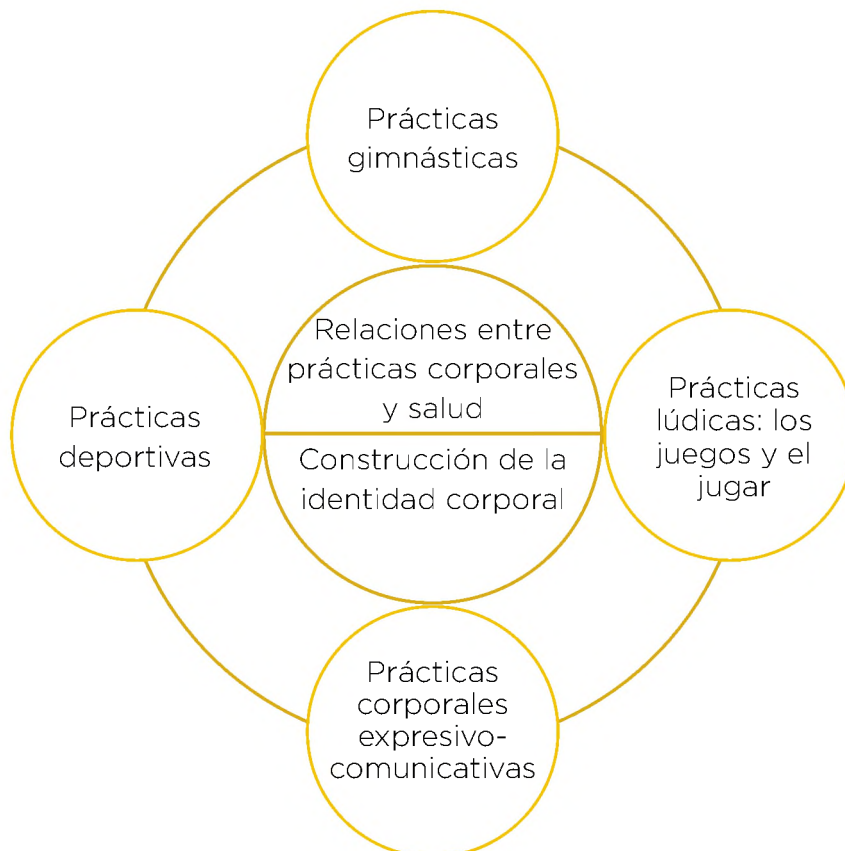 Prácticas
gimnásticas
Relaciones entre
prácticas corporales
y salud
Construcción de la
identidad corporal
Prácticas
deportivas
Prácticas
lúdicas: los
juegos y el
jugar
Prácticas
corporales
expresivo-
comunicativas